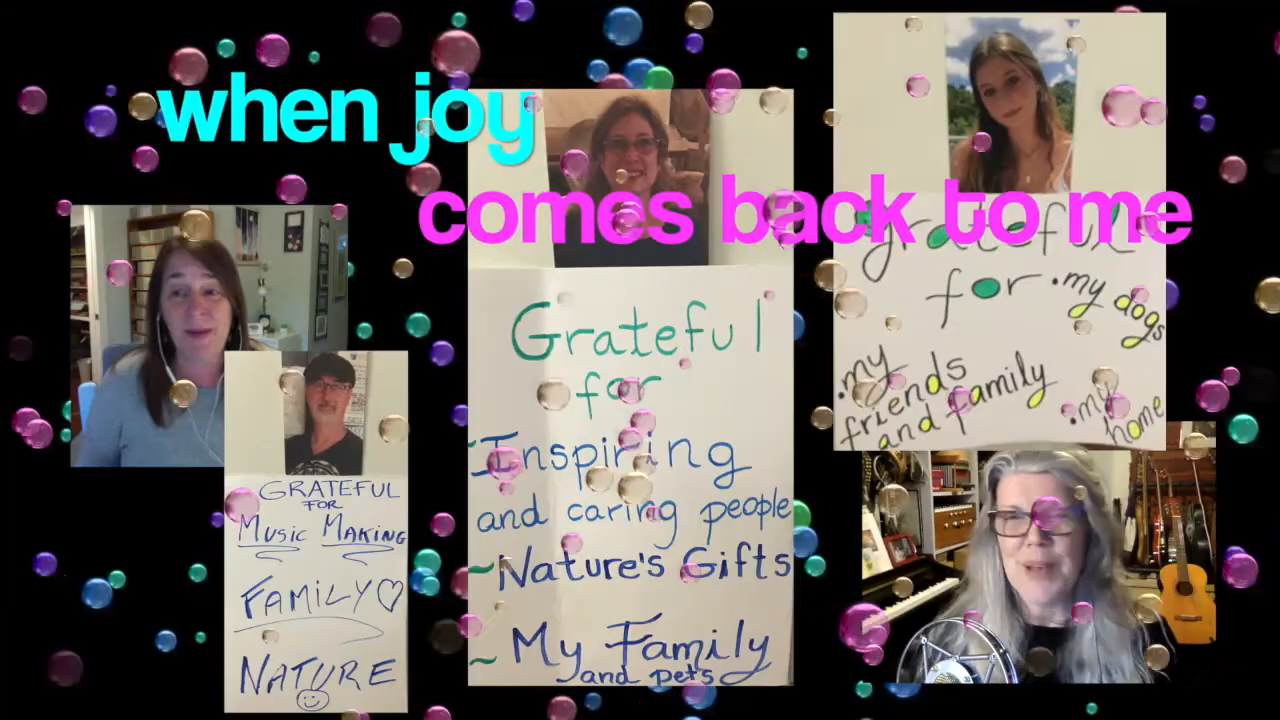 when joy
comes back to me
GRATEFUL
FOR
MUSIC MAKING
FAMILY♡
NATURE
Grateful
for
~Inspiring
and caring people
~Nature's Gifts
~ My Family
and pets
grateful
for •my dogs
•my
friends
and family
•my
home